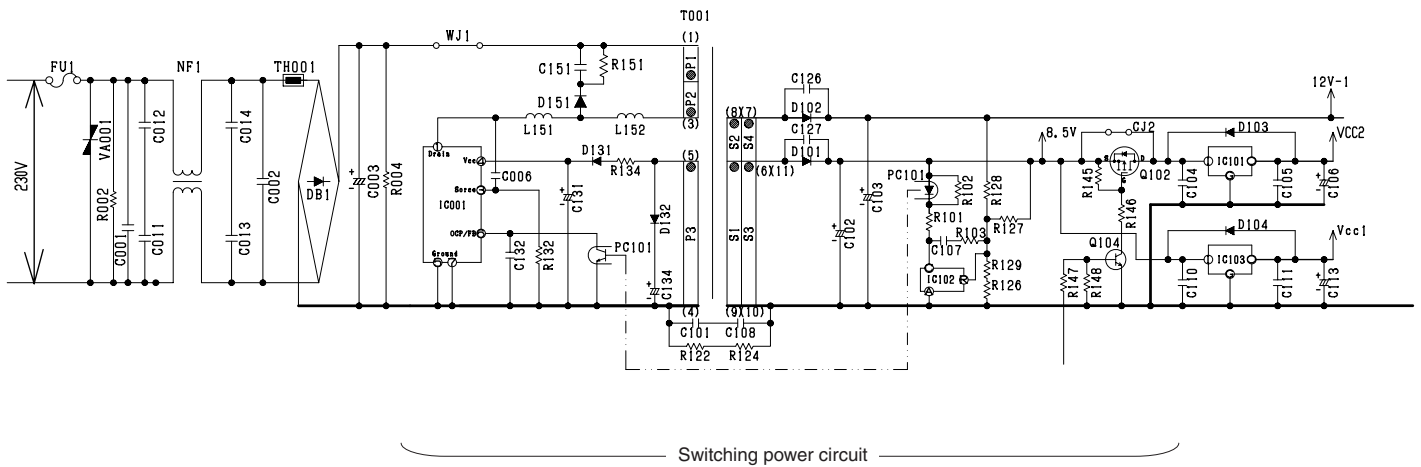 T001
FU1
NF1
TH001
WJ1
(1)
C151
R151
P1
P2
D151
L151
L152
(3)
230V
VA001
R002
C001
C012
C011
C014
C013
C002
DB1
C003
R004
Drain
Vcc
Source
IC001
OCP/FB
Ground
C006
D131
R134
(5)
C131
D132
C132
R132
PC101
C134
P3
(4)
C101
C108
R122
R124
(8)(7)
S2
S4
(6)(11)
S1
S3
(9)(10)
C126
D102
C127
D101
C102
C103
PC101
R102
R101
C107
R103
IC102
R128
R127
R129
R126
8.5V
CJ2
S
D
G
Q102
R145
R146
Q104
R147
R148
12V-1
D103
VCC2
IC101
C104
C105
C106
D104
Vcc1
IC103
C110
C111
C113
Switching power circuit